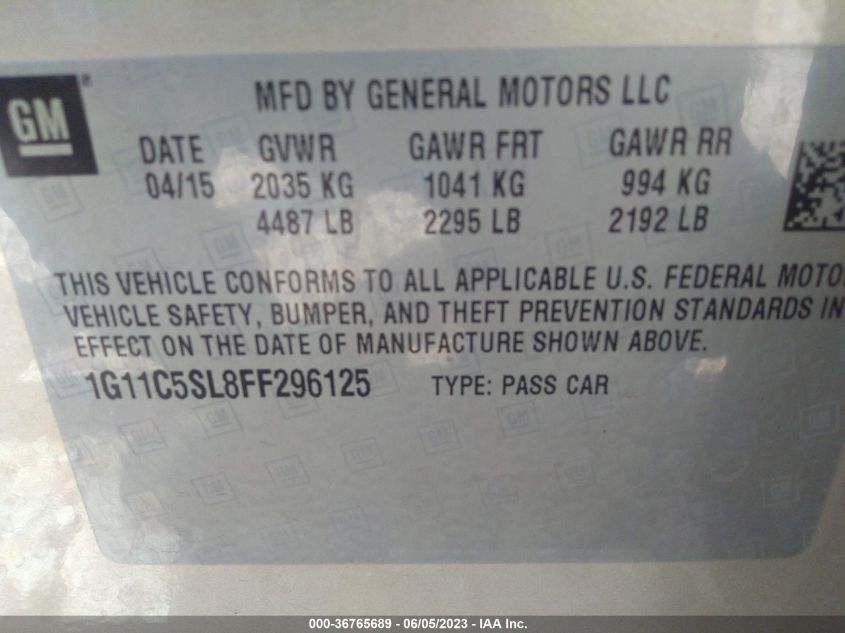 GM ®
MFD BY GENERAL MOTORS LLC
DATE GVWR GAWR FRT GAWR RR
04/15 2035 KG 1041 KG 994 KG
4487 LB 2295 LB 2192 LB
THIS VEHICLE CONFORMS TO ALL APPLICABLE U.S. FEDERAL MOTO
VEHICLE SAFETY, BUMPER, AND THEFT PREVENTION STANDARDS IN
EFFECT ON THE DATE OF MANUFACTURE SHOWN ABOVE.
1G11C5SL8FF296125 TYPE: PASS CAR
000-36765689 - 06/05/2023 - IAA Inc.